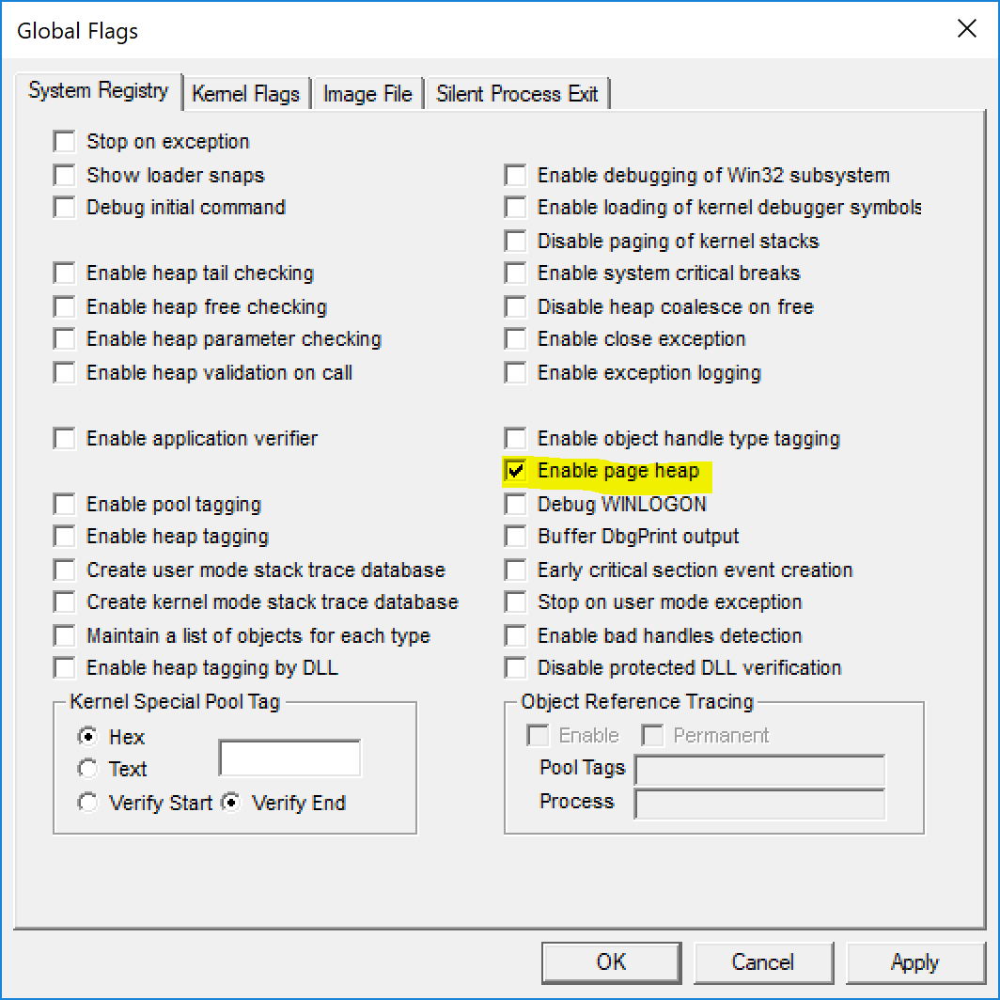 Global Flags
System Registry
Kernel Flags
Image File
Silent Process Exit
Stop on exception
Show loader snaps
Debug initial command
Enable heap tail checking
Enable heap free checking
Enable heap parameter checking
Enable heap validation on call
Enable application verifier
Enable pool tagging
Enable heap tagging
Create user mode stack trace database
Create kernel mode stack trace database
Maintain a list of objects for each type
Enable heap tagging by DLL
Enable debugging of Win32 subsystem
Enable loading of kernel debugger symbols
Disable paging of kernel stacks
Enable system critical breaks
Disable heap coalesce on free
Enable close exception
Enable exception logging
Enable object handle type tagging
Enable page heap
Debug WINLOGON
Buffer DbgPrint output
Early critical section event creation
Stop on user mode exception
Enable bad handles detection
Disable protected DLL verification
Kernel Special Pool Tag
Hex
Text
Verify Start
Verify End
Object Reference Tracing
Enable
Permanent
Pool Tags
Process
OK
Cancel
Apply